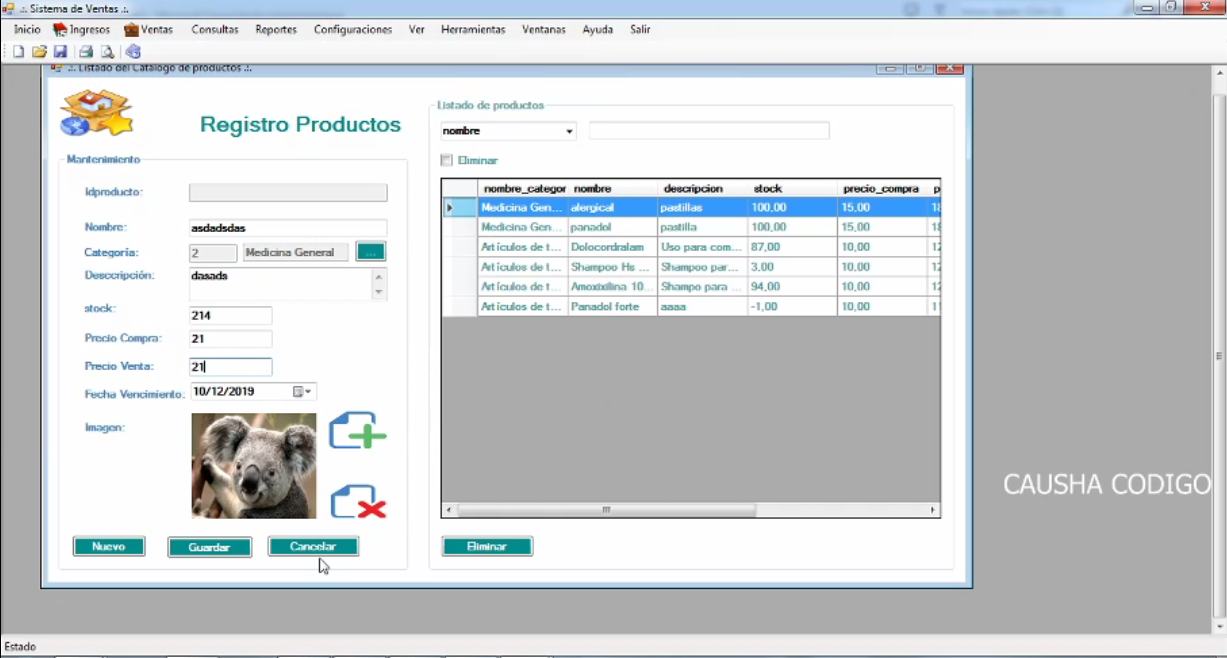 .: Sistema de Ventas .:
Inicio Ingresos Ventas Consultas Reportes Configuraciones Ver Herramientas Ventanas Ayuda Salir
.: Listado del Catálogo de productos .:
Registro Productos
Mantenimiento
Idproducto:
Nombre: asdadsdas
Categoría: 2 Medicina General ...
Desccripción: dasads
stock: 214
Precio Compra: 21
Precio Venta: 21
Fecha Vencimiento: 10/12/2019
Imagen:
Nuevo Guardar Cancelar
Listado de productos
nombre
Eliminar
nombre_categor nombre descripcion stock precio_compra p
Medicina Gen... alergical pastillas 100,00 15,00 18
Medicina Gen... panadol pastilla 100,00 15,00 18
Artículos de t... Dolocordralam Uso para com... 87,00 10,00 12
Artículos de t... Shampoo Hs ... Shampoo par... 3,00 10,00 12
Artículos de t... Amoxixilina 10... Shampo para ... 94,00 10,00 12
Artículos de t... Panadol forte aaaa -1,00 10,00 11
Eliminar
CAUSHA CODIGO
Estado